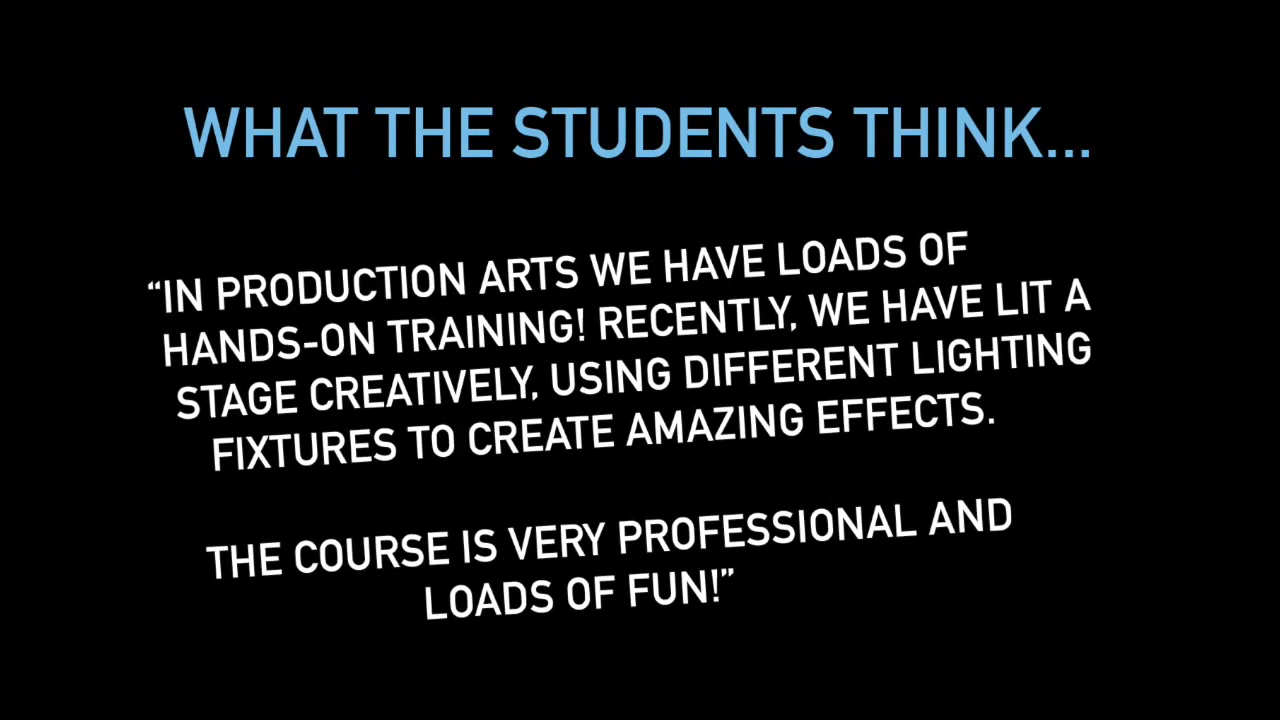 WHAT THE STUDENTS THINK...
“IN PRODUCTION ARTS WE HAVE LOADS OF
HANDS-ON TRAINING! RECENTLY, WE HAVE LIT A
STAGE CREATIVELY, USING DIFFERENT LIGHTING
FIXTURES TO CREATE AMAZING EFFECTS.
THE COURSE IS VERY PROFESSIONAL AND
LOADS OF FUN!”